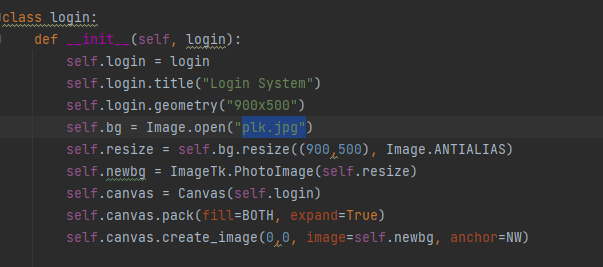 class login:
def __init__(self, login):
self.login = login
self.login.title("Login System")
self.login.geometry("900x500")
self.bg = Image.open("plk.jpg")
self.resize = self.bg.resize((900,500), Image.ANTIALIAS)
self.newbg = ImageTk.PhotoImage(self.resize)
self.canvas = Canvas(self.login)
self.canvas.pack(fill=BOTH, expand=True)
self.canvas.create_image(0,0, image=self.newbg, anchor=NW)